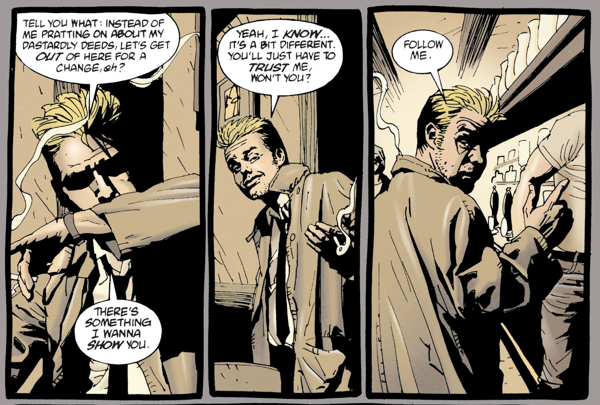 TELL YOU WHAT: INSTEAD OF
ME PRATTING ON ABOUT MY
DASTARDLY DEEDS, LET'S GET
OUT OF HERE FOR A
CHANGE, eh?
THERE'S
SOMETHING
I WANNA
SHOW YOU.
YEAH, I KNOW...
IT'S A BIT DIFFERENT.
YOU'LL JUST HAVE TO
TRUST ME,
WON'T YOU?
FOLLOW
ME.